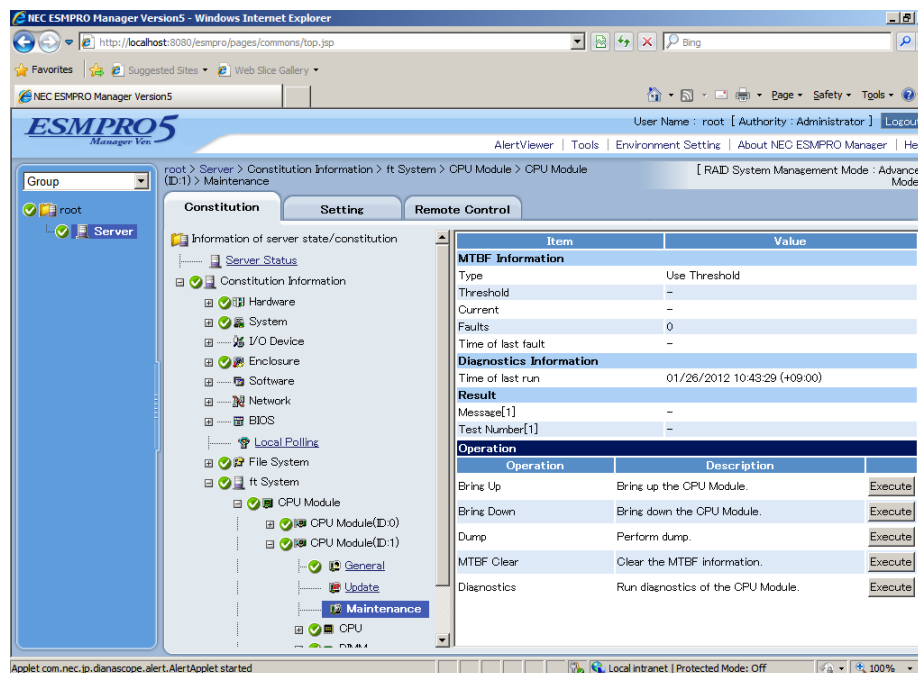 NEC ESMPRO Manager Version5 - Windows Internet Explorer
http://localhost:8080/esmpro/pages/commons/top.jsp
Bing
Favorites Suggested Sites Web Slice Gallery
NEC ESMPRO Manager Version5
Page Safety Tools
ESMPRO5
Manager Ver.
User Name : root [ Authority : Administrator ] Logout
AlertViewer | Tools | Environment Setting | About NEC ESMPRO Manager | He
Group
root
Server
root > Server > Constitution Information > ft System > CPU Module > CPU Module
(ID:1) > Maintenance
[ RAID System Management Mode : Advance
Mode
Constitution Setting Remote Control
Information of server state/constitution
Server Status
Constitution Information
Hardware
System
I/O Device
Enclosure
Software
Network
BIOS
Local Polling
File System
ft System
CPU Module
CPU Module(ID:0)
CPU Module(ID:1)
General
Update
Maintenance
CPU
DIMM
Item Value
MTBF Information
Type Use Threshold
Threshold -
Current -
Faults 0
Time of last fault -
Diagnostics Information
Time of last run 01/26/2012 10:43:29 (+09:00)
Result
Message[1] -
Test Number[1] -
Operation
Operation Description
Bring Up Bring up the CPU Module. Execute
Bring Down Bring down the CPU Module. Execute
Dump Perform dump. Execute
MTBF Clear Clear the MTBF information. Execute
Diagnostics Run diagnostics of the CPU Module. Execute
Applet com.nec.jp.dianascope.alert.AlertApplet started
Local intranet | Protected Mode: Off
100%